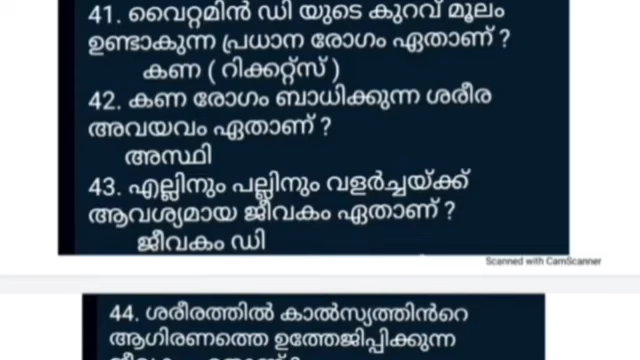 41. വൈറ്റമിൻ ഡി യുടെ കുറവ് മൂലം
ഉണ്ടാകുന്ന പ്രധാന രോഗം ഏതാണ് ?
കണ ( റിക്കറ്റ്സ് )
42. കണ രോഗം ബാധിക്കുന്ന ശരീര
അവയവം ഏതാണ് ?
അസ്ഥി
43. എല്ലിനും പല്ലിനും വളർച്ചയ്ക്ക്
ആവശ്യമായ ജീവകം ഏതാണ് ?
ജീവകം ഡി
Scanned with CamScanner
44. ശരീരത്തിൽ കാൽസ്യത്തിൻറെ
ആഗിരണത്തെ ഉത്തേജിപ്പിക്കുന്ന